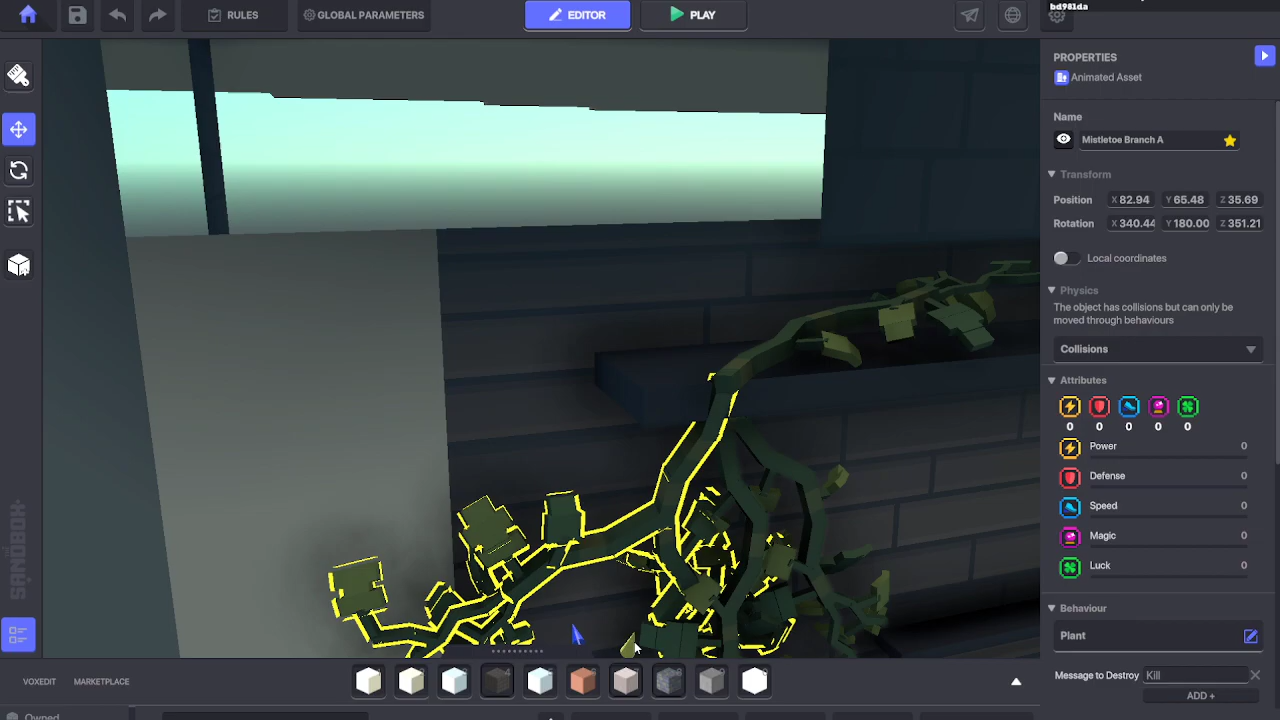 RULES
GLOBAL PARAMETERS
EDITOR
PLAY
bd981da
PROPERTIES
Animated Asset
Name
Mistletoe Branch A
Transform
Position X 82.94 Y 65.48 Z 35.69
Rotation X 340.44 Y 180.00 Z 351.21
Local coordinates
Physics
The object has collisions but can only be
moved through behaviours
Collisions
Attributes
0 0 0 0 0
Power 0
Defense 0
Speed 0
Magic 0
Luck 0
Behaviour
Plant
Message to Destroy Kill
ADD +
THE SANDBOX
VOXEDIT
MARKETPLACE
Owned